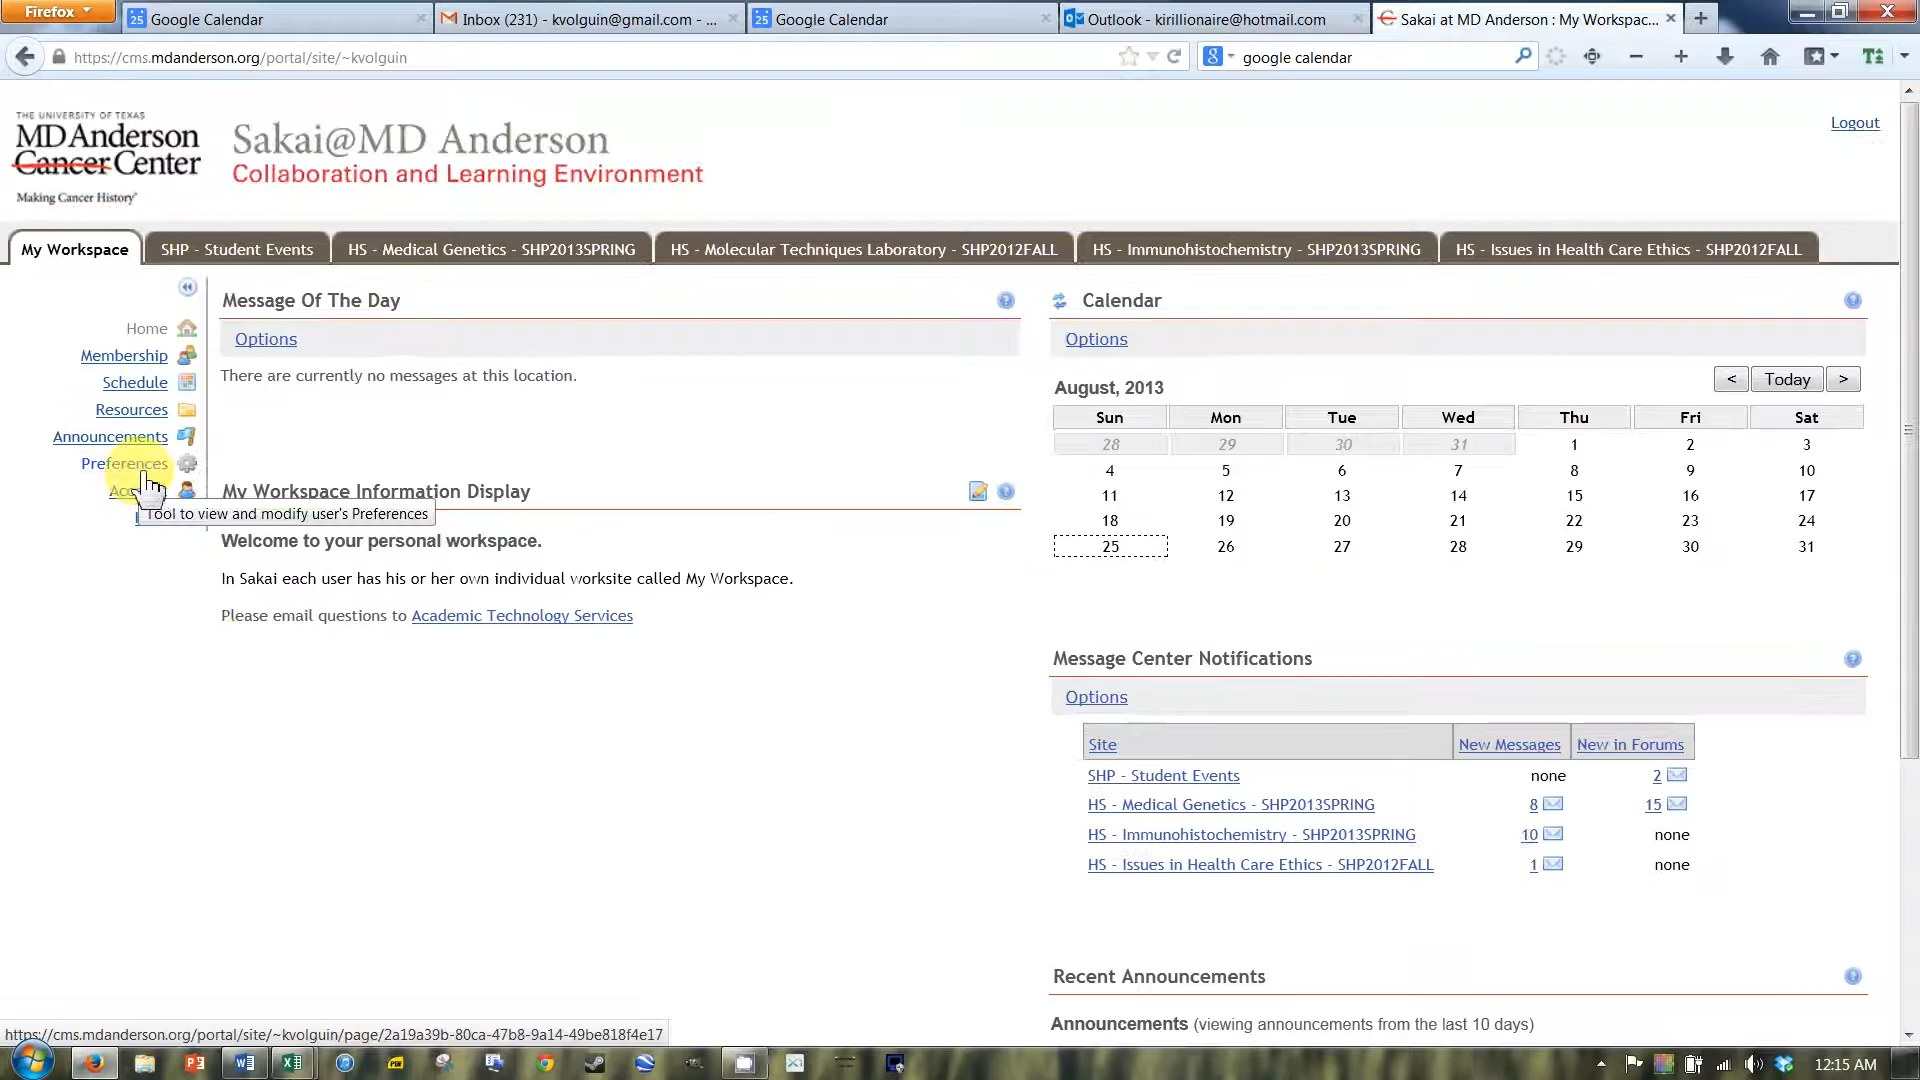 Firefox
25 Google Calendar
Inbox (231) - kvolguin@gmail.com - ...
25 Google Calendar
Outlook - kirillionaire@hotmail.com
Sakai at MD Anderson : My Workspac...
https://cms.mdanderson.org/portal/site/~kvolguin
8 google calendar
THE UNIVERSITY OF TEXAS
MD Anderson
Cancer Center
Making Cancer History®
Sakai@MD Anderson
Collaboration and Learning Environment
Logout
My Workspace
SHP - Student Events
HS - Medical Genetics - SHP2013SPRING
HS - Molecular Techniques Laboratory - SHP2012FALL
HS - Immunohistochemistry - SHP2013SPRING
HS - Issues in Health Care Ethics - SHP2012FALL
Home
Membership
Schedule
Resources
Announcements
Preferences
Tool to view and modify user's Preferences
Message Of The Day
Options
There are currently no messages at this location.
My Workspace Information Display
Welcome to your personal workspace.
In Sakai each user has his or her own individual worksite called My Workspace.
Please email questions to Academic Technology Services
Calendar
Options
August, 2013
< Today >
Sun Mon Tue Wed Thu Fri Sat
28 29 30 31 1 2 3
4 5 6 7 8 9 10
11 12 13 14 15 16 17
18 19 20 21 22 23 24
25 26 27 28 29 30 31
Message Center Notifications
Options
Site New Messages New in Forums
SHP - Student Events none 2
HS - Medical Genetics - SHP2013SPRING 8 15
HS - Immunohistochemistry - SHP2013SPRING 10 none
HS - Issues in Health Care Ethics - SHP2012FALL 1 none
Recent Announcements
Announcements (viewing announcements from the last 10 days)
https://cms.mdanderson.org/portal/site/~kvolguin/page/2a19a39b-80ca-47b8-9a14-49be818f4e17
12:15 AM